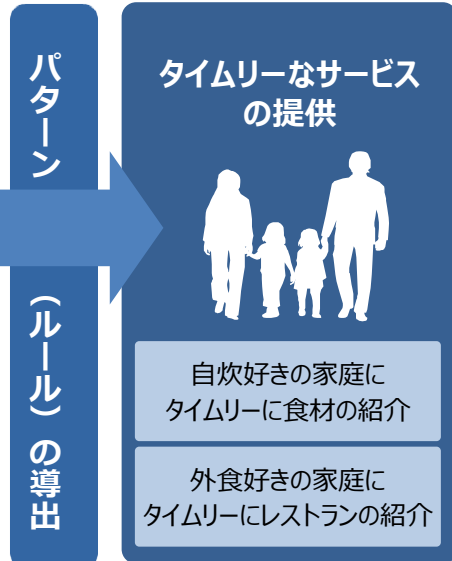 パターン（ルール）の導出
タイムリーなサービス
の提供
自炊好きの家庭に
タイムリーに食材の紹介
外食好きの家庭に
タイムリーにレストランの紹介